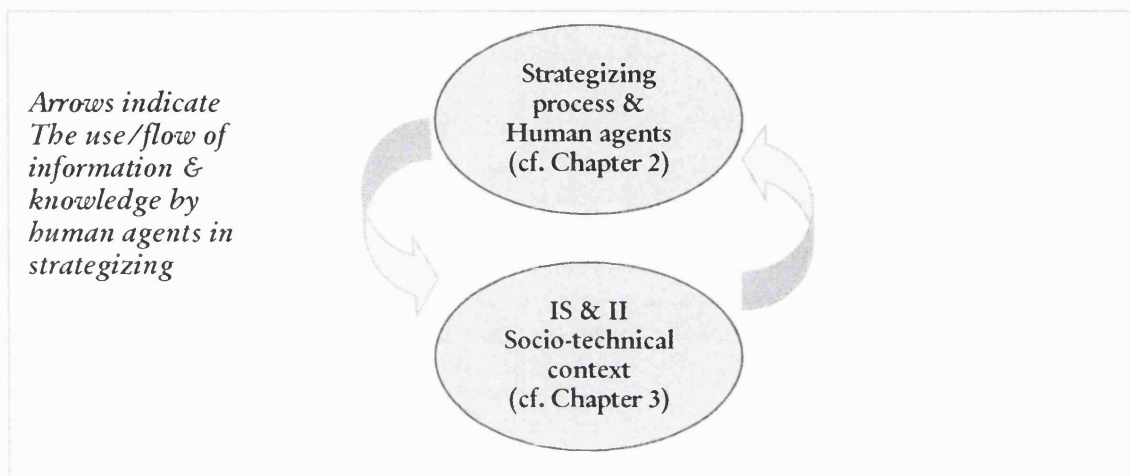 Arrows indicate
The use/flow of
information &
knowledge by
human agents in
strategizing
Strategizing
process &
Human agents
(cf. Chapter 2)
IS & II
Socio-technical
context
(cf. Chapter 3)